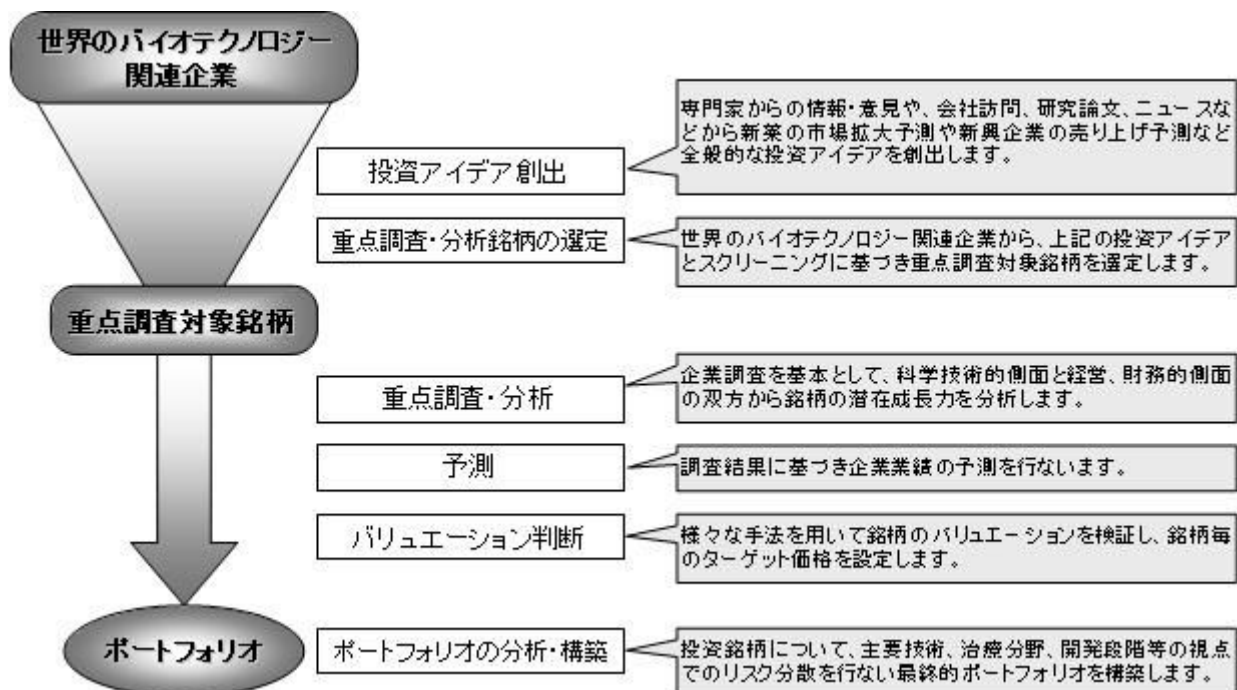 世界のバイオテクノロジー
関連企業
投資アイデア創出
専門家からの情報・意見や、会社訪問、研究論文、ニュースな
どから新薬の市場拡大予測や新興企業の売り上げ予測など
全般的な投資アイデアを創出します。
重点調査・分析銘柄の選定
世界のバイオテクノロジー関連企業から、上記の投資アイデア
とスクリーニングに基づき重点調査対象銘柄を選定します。
重点調査対象銘柄
重点調査・分析
企業調査を基本として、科学技術的側面と経営、財務的側面
の双方から銘柄の潜在成長力を分析します。
予測
調査結果に基づき企業業績の予測を行ないます。
バリュエーション判断
様々な手法を用いて銘柄のバリュエーションを検証し、銘柄毎
のターゲット価格を設定します。
ポートフォリオ
ポートフォリオの分析・構築
投資銘柄について、主要技術、治療分野、開発段階等の視点
でのリスク分散を行ない最終的ポートフォリオを構築します。